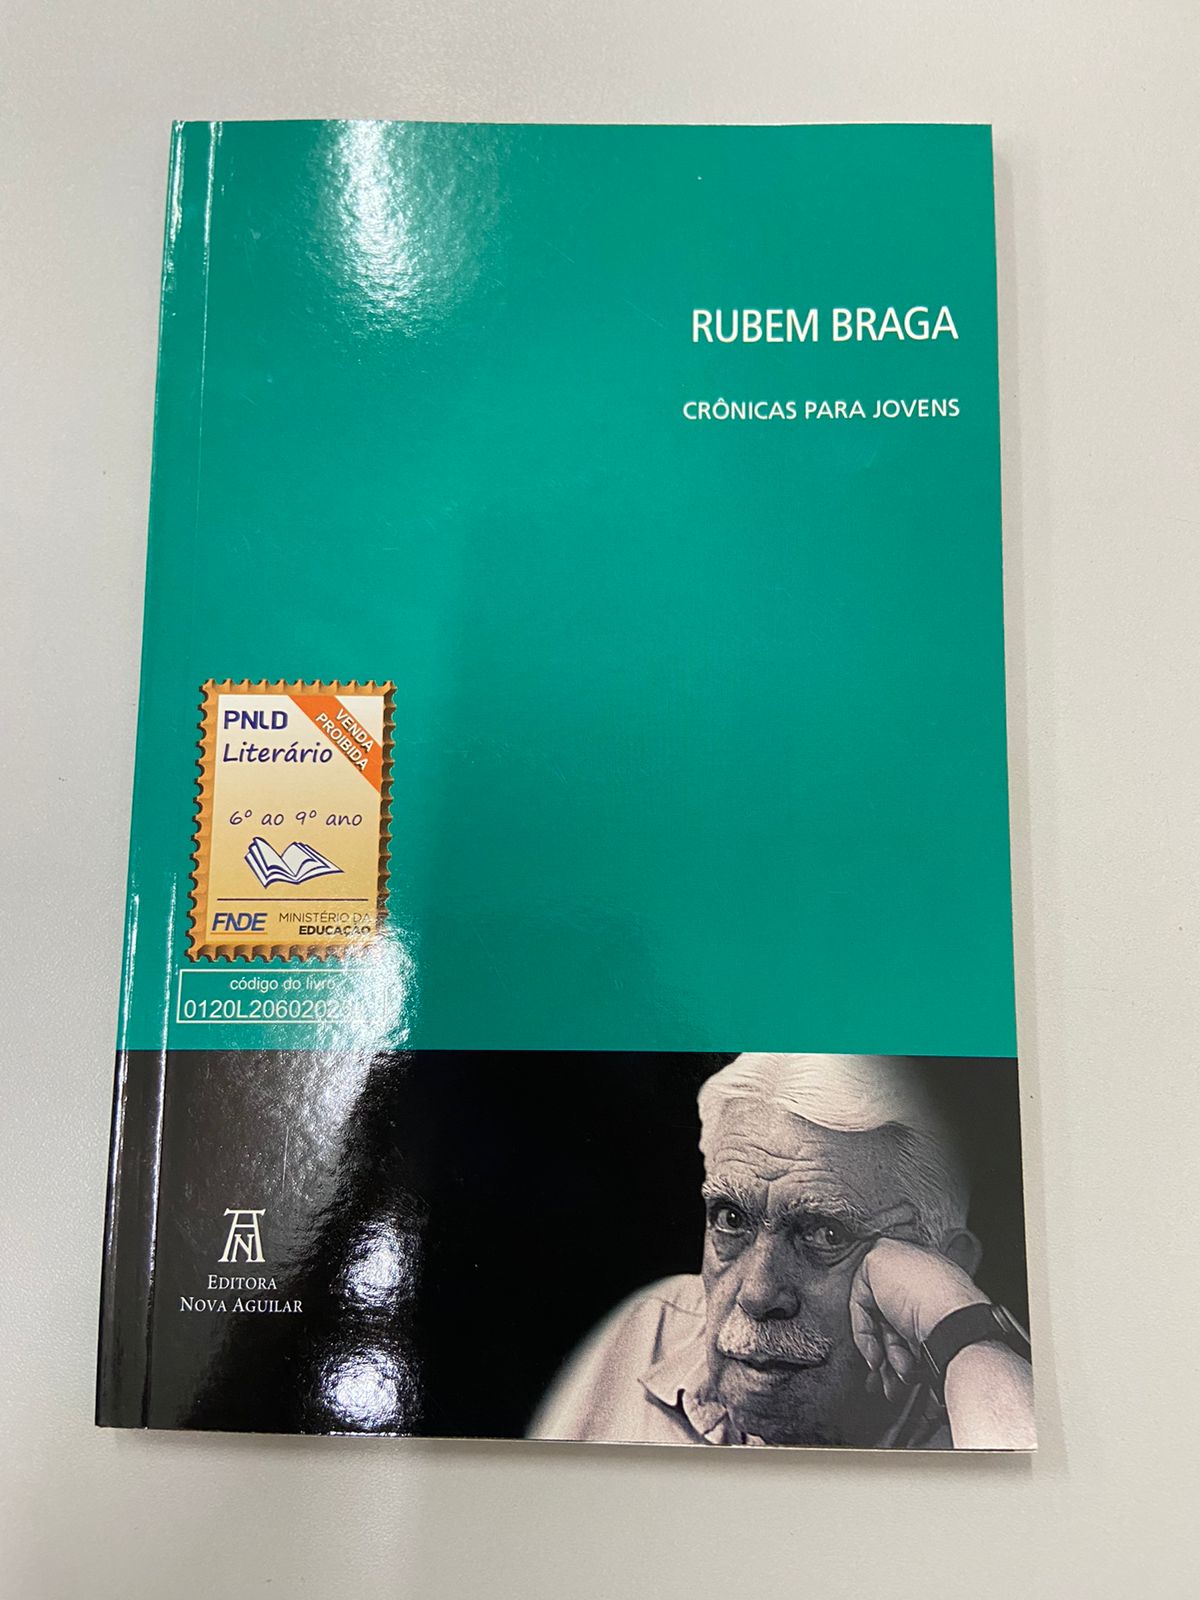 RUBEM BRAGA
CRÔNICAS PARA JOVENS
PNLD
Literário
VENDA
PROIBIDA
6º ao 9º ano
FNDE
MINISTÉRIO DA
EDUCAÇÃO
código do livro
EDITORA
NOVA AGUILAR